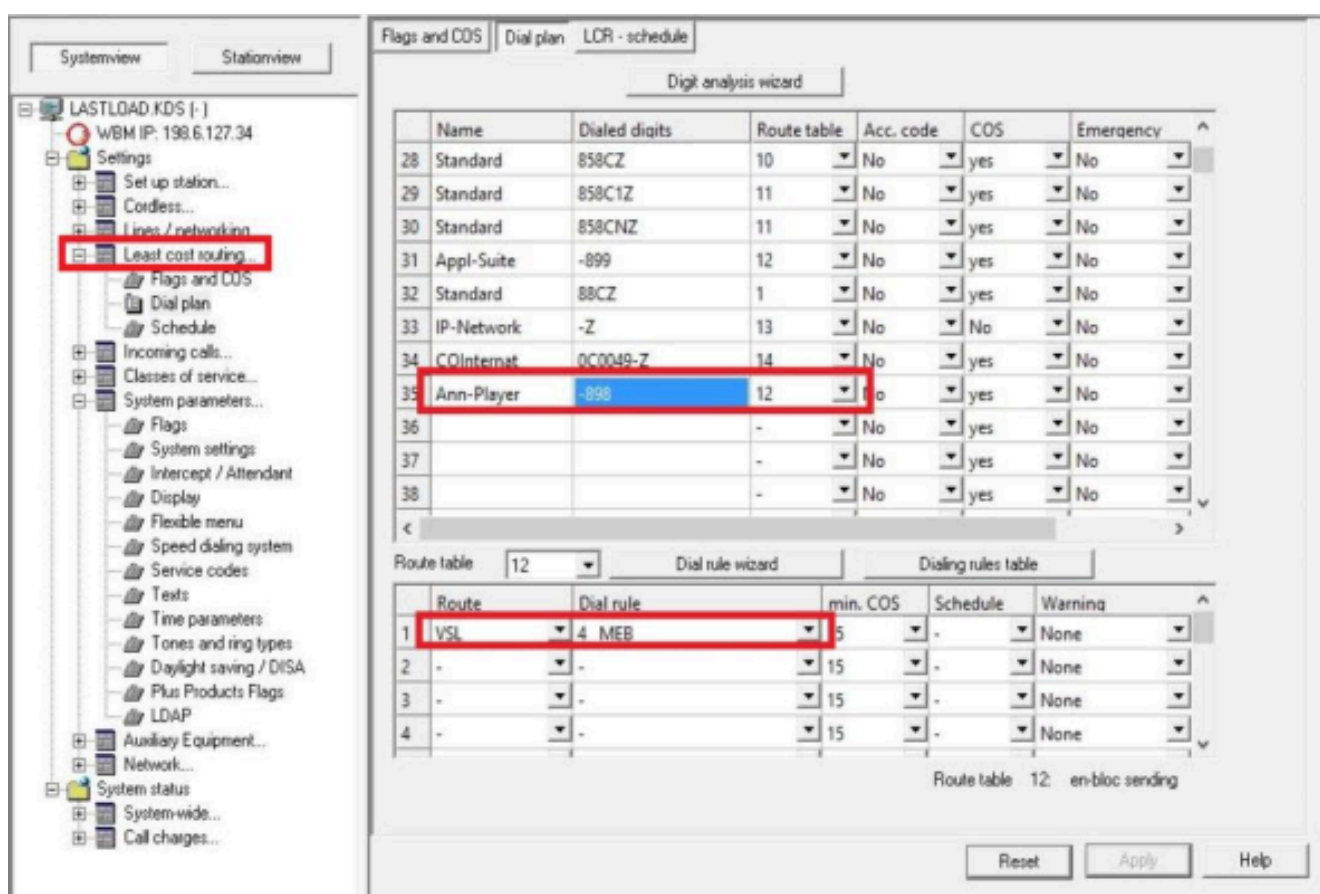 Systemview Stationview
LASTLOAD.KDS (-)
WBM IP: 198.6.127.34
Settings
Set up station...
Cordless...
Lines / networking
Least cost routing...
Flags and COS
Dial plan
Schedule
Incoming calls...
Classes of service...
System parameters...
Flags
System settings
Intercept / Attendant
Display
Flexible menu
Speed dialing system
Service codes
Texts
Time parameters
Tones and ring types
Daylight saving / DISA
Plus Products Flags
LDAP
Auxiliary Equipment...
Network...
System status
System-wide...
Call charges...
Flags and COS Dial plan LCR - schedule
Digit analysis wizard
Name Dialed digits Route table Acc. code COS Emergency
28 Standard 858CZ 10 No yes No
29 Standard 858C1Z 11 No yes No
30 Standard 858CNZ 11 No yes No
31 Appl-Suite -899 12 No yes No
32 Standard 88CZ 1 No yes No
33 IP-Network -Z 13 No No No
34 COInternat 0C0049-Z 14 No yes No
35 Ann-Player -898 12 No yes No
36 - No yes No
37 - No yes No
38 - No yes No
Route table 12 Dial rule wizard Dialing rules table
Route Dial rule min. COS Schedule Warning
1 VSL 4 MEB 5 - None
2 - - 15 - None
3 - - 15 - None
4 - - 15 - None
Route table 12: en-bloc sending
Reset Apply Help